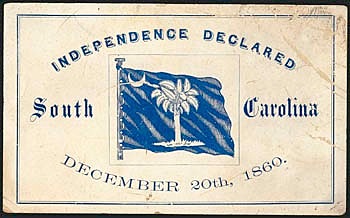 INDEPENDENCE DECLARED
South Carolina
DECEMBER 20th, 1860.